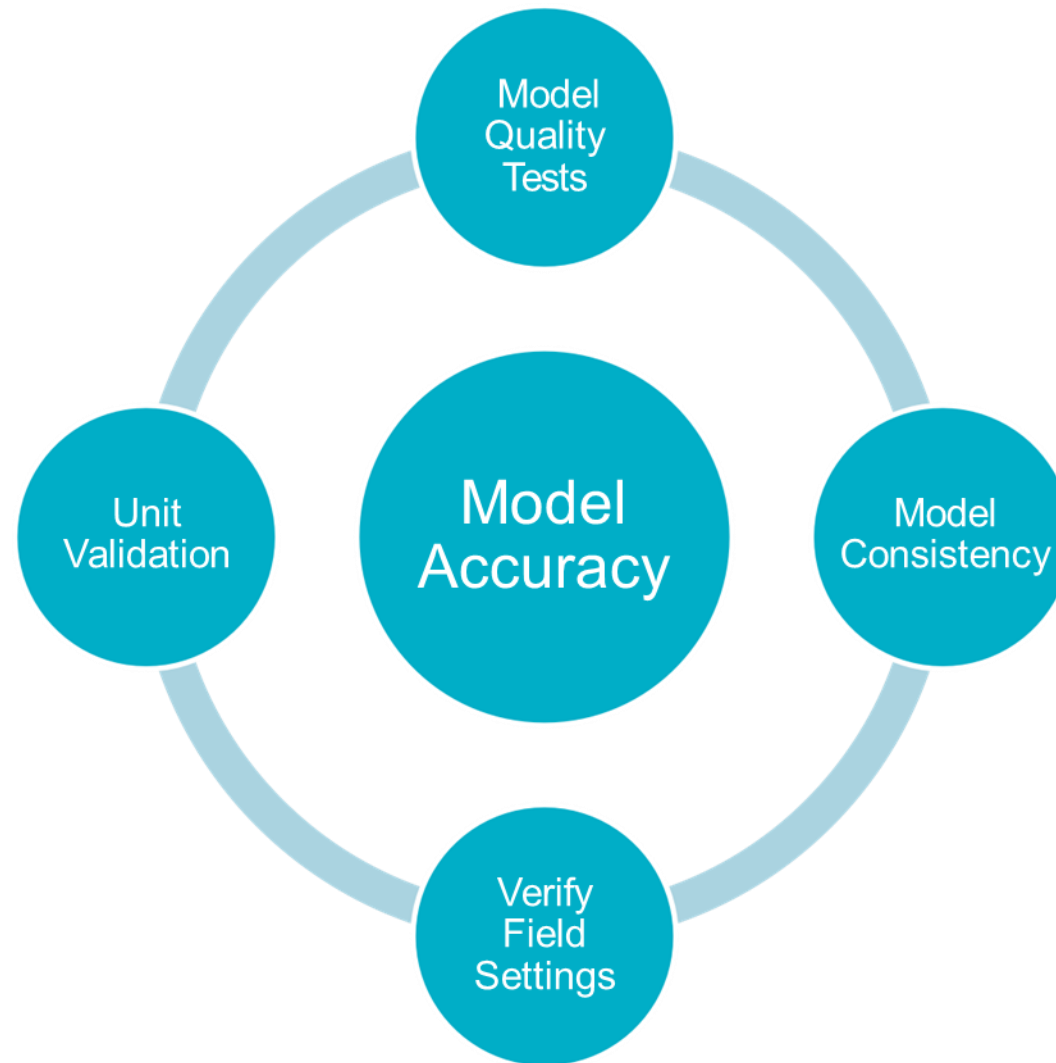 Model
Quality
Tests
Unit
Validation
Model
Accuracy
Model
Consistency
Verify
Field
Settings